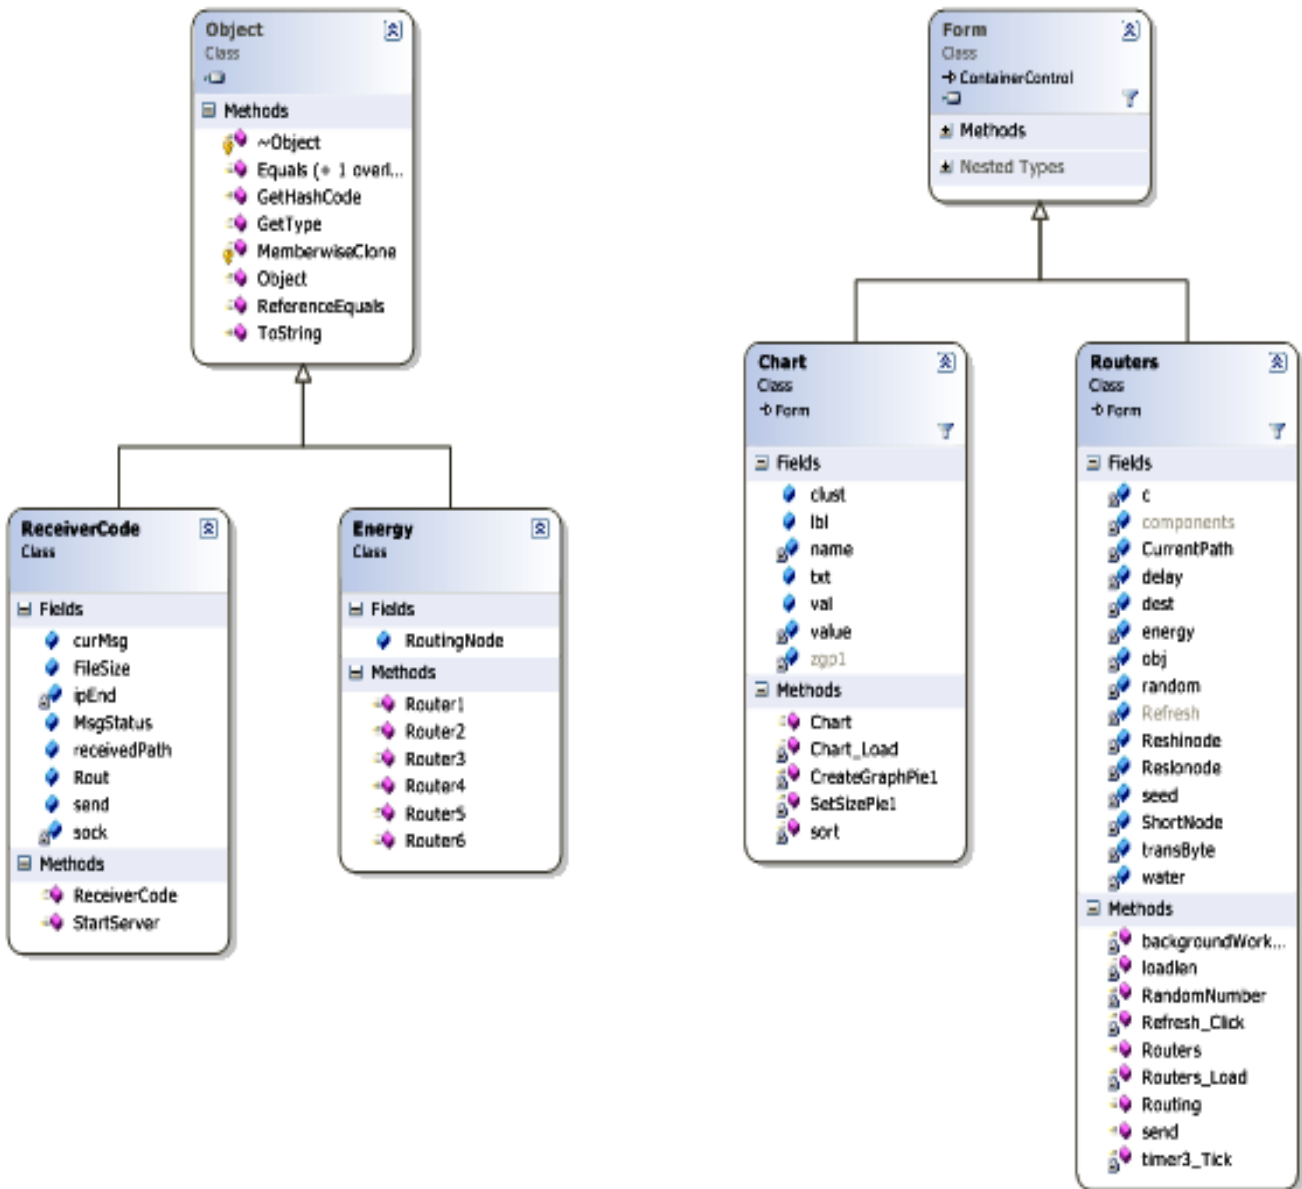 Object
Class
Methods
~Object
Equals (+ 1 overl...
GetHashCode
GetType
MemberwiseClone
Object
ReferenceEquals
ToString
ReceiverCode
Class
Fields
curMsg
FileSize
ipEnd
MsgStatus
receivedPath
Rout
send
sock
Methods
ReceiverCode
StartServer
Energy
Class
Fields
RoutingNode
Methods
Router1
Router2
Router3
Router4
Router5
Router6
Form
Class
ContainerControl
Methods
Nested Types
Chart
Class
Form
Fields
clust
lbl
name
txt
val
value
zgp1
Methods
Chart
Chart_Load
CreateGraphPie1
SetSizePie1
sort
Routers
Class
Form
Fields
c
components
CurrentPath
delay
dest
energy
obj
random
Refresh
Reshinode
Reslonode
seed
ShortNode
transByte
water
Methods
backgroundWork...
loadlen
RandomNumber
Refresh_Click
Routers
Routers_Load
Routing
send
timer3_Tick